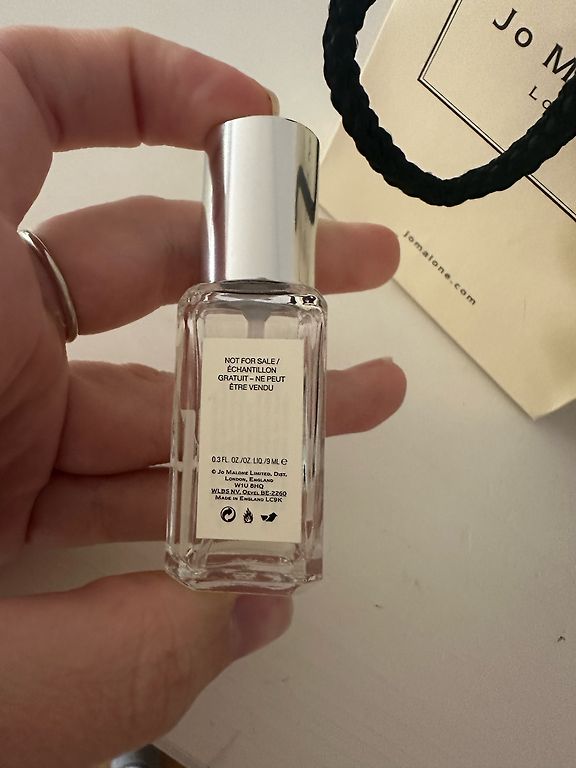 Jo M
Lo
jomalone.com
NOT FOR SALE /
ÉCHANTILLON
GRATUIT – NE PEUT
ÊTRE VENDU
0.3 FL. OZ./OZ. LIQ./9 ML ℮
© Jo Malone Limited, Dist.
London, England
W1U 8HQ
WLBS NV, Oevel BE-2260
Made in England LC9K